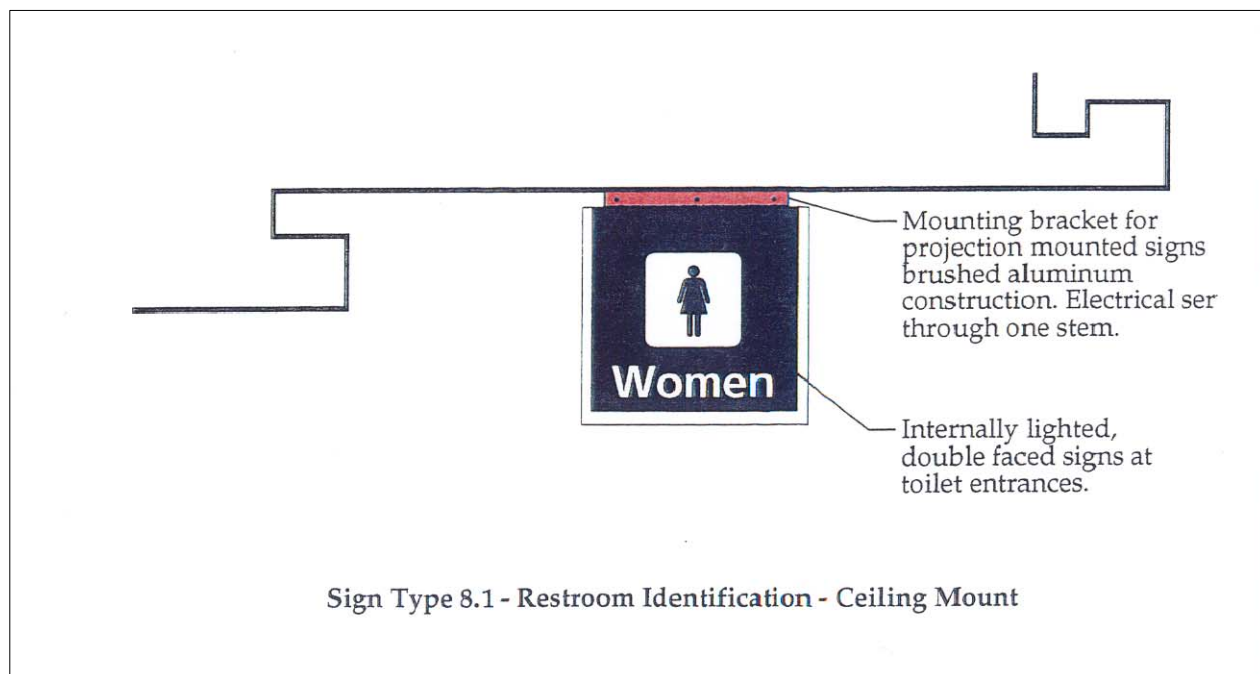 Mounting bracket for
projection mounted signs
brushed aluminum
construction. Electrical ser
through one stem.
Women
Internally lighted,
double faced signs at
toilet entrances.
Sign Type 8.1 - Restroom Identification - Ceiling Mount